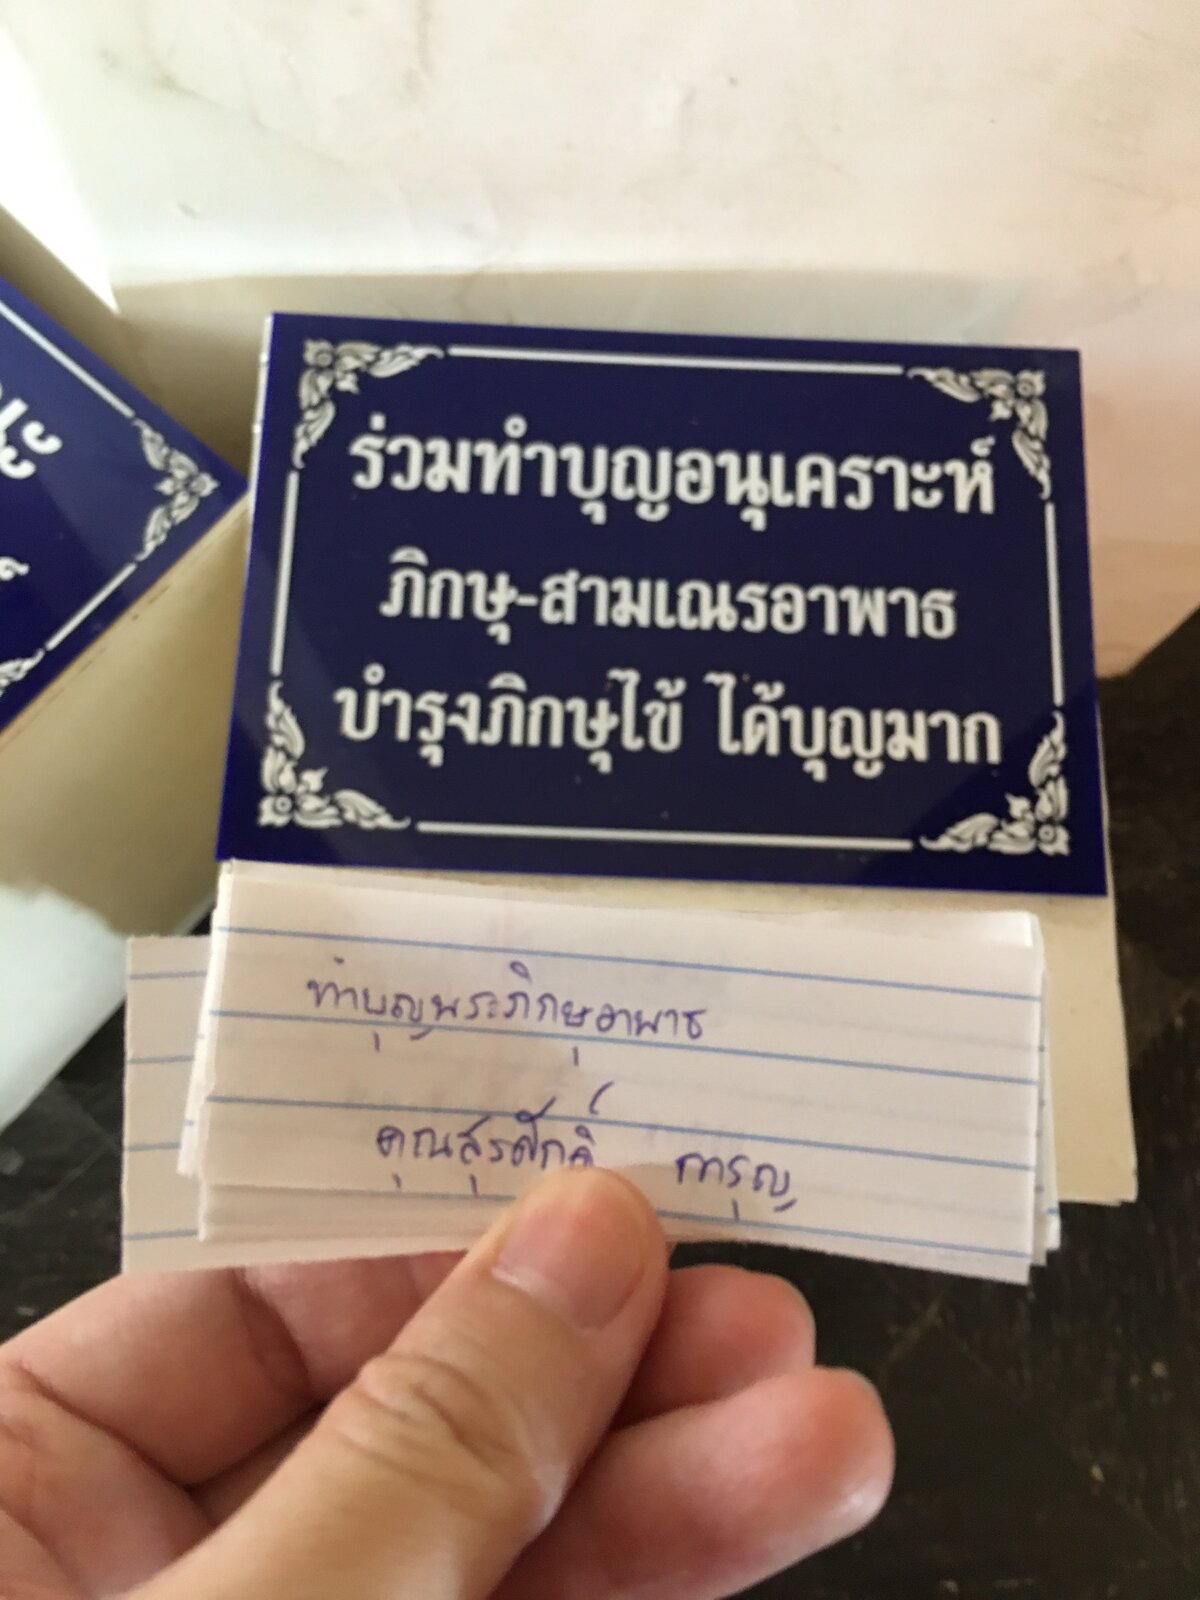 ร่วมทำบุญอนุเคราะห์
ภิกษุ-สามเณรอาพาธ
บำรุงภิกษุไข้ ได้บุญมาก
ทำบุญพระภิกษุอาพาธ
คุณสุรศักดิ์ การุญ